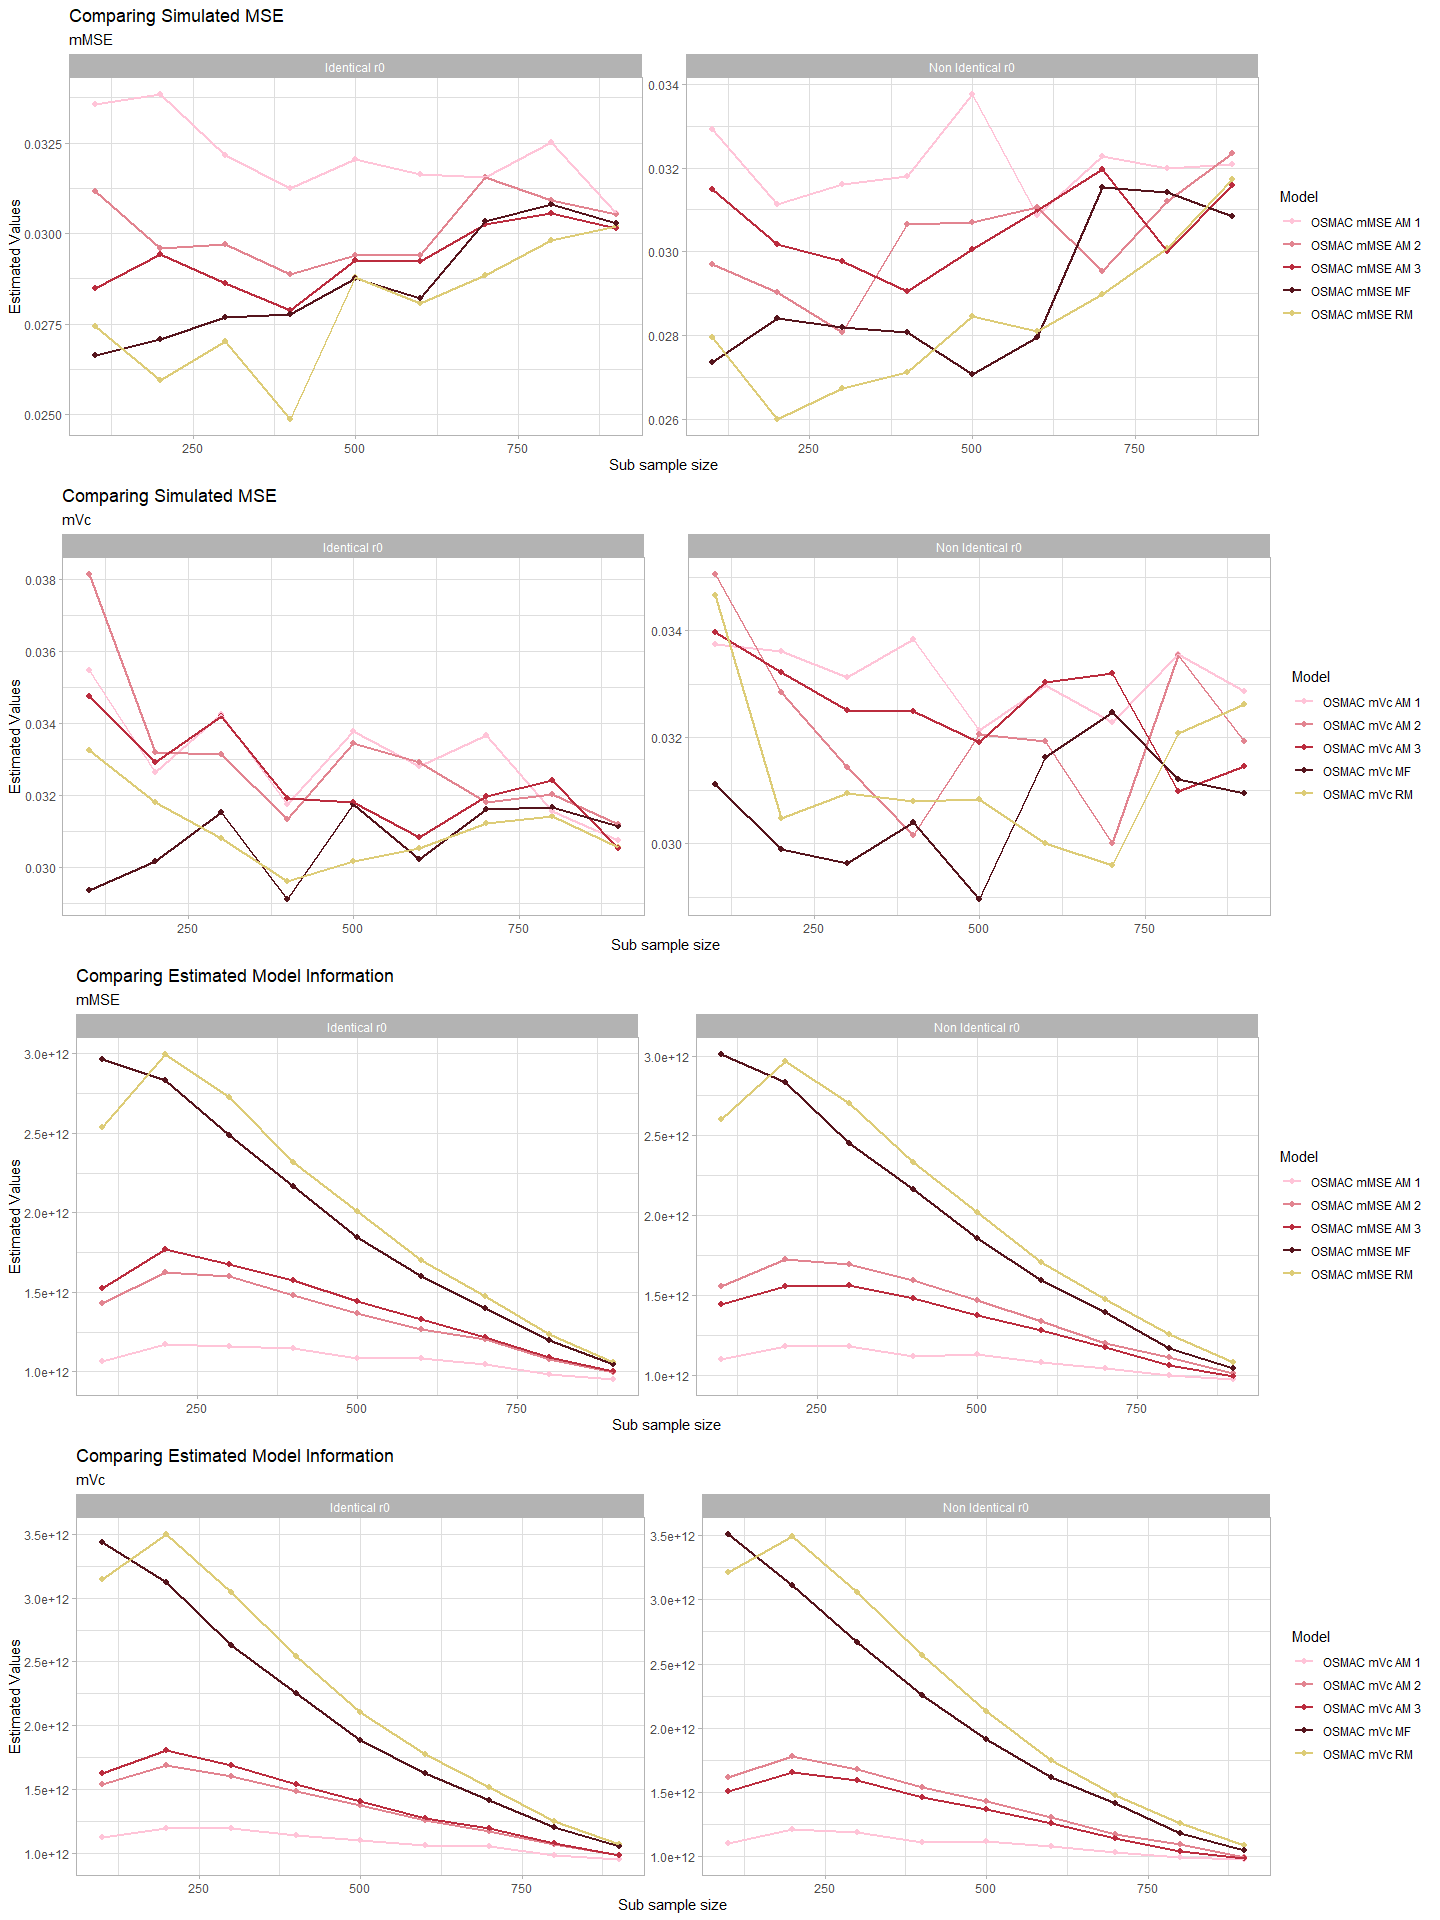 Comparing Simulated MSE
mMSE
Identical r0
Non Identical r0
Estimated Values
0.0325
0.0300
0.0275
0.0250
0.034
0.032
0.030
0.028
0.026
250
500
750
250
500
750
Sub sample size
Model
OSMAC mMSE AM 1
OSMAC mMSE AM 2
OSMAC mMSE AM 3
OSMAC mMSE MF
OSMAC mMSE RM
Comparing Simulated MSE
mVc
Identical r0
Non Identical r0
Estimated Values
0.038
0.036
0.034
0.032
0.030
0.034
0.032
0.030
250
500
750
250
500
750
Sub sample size
Model
OSMAC mVc AM 1
OSMAC mVc AM 2
OSMAC mVc AM 3
OSMAC mVc MF
OSMAC mVc RM
Comparing Estimated Model Information
mMSE
Identical r0
Non Identical r0
Estimated Values
3.0e+12
2.5e+12
2.0e+12
1.5e+12
1.0e+12
3.0e+12
2.5e+12
2.0e+12
1.5e+12
1.0e+12
250
500
750
250
500
750
Sub sample size
Model
OSMAC mMSE AM 1
OSMAC mMSE AM 2
OSMAC mMSE AM 3
OSMAC mMSE MF
OSMAC mMSE RM
Comparing Estimated Model Information
mVc
Identical r0
Non Identical r0
Estimated Values
3.5e+12
3.0e+12
2.5e+12
2.0e+12
1.5e+12
1.0e+12
3.5e+12
3.0e+12
2.5e+12
2.0e+12
1.5e+12
1.0e+12
250
500
750
250
500
750
Sub sample size
Model
OSMAC mVc AM 1
OSMAC mVc AM 2
OSMAC mVc AM 3
OSMAC mVc MF
OSMAC mVc RM